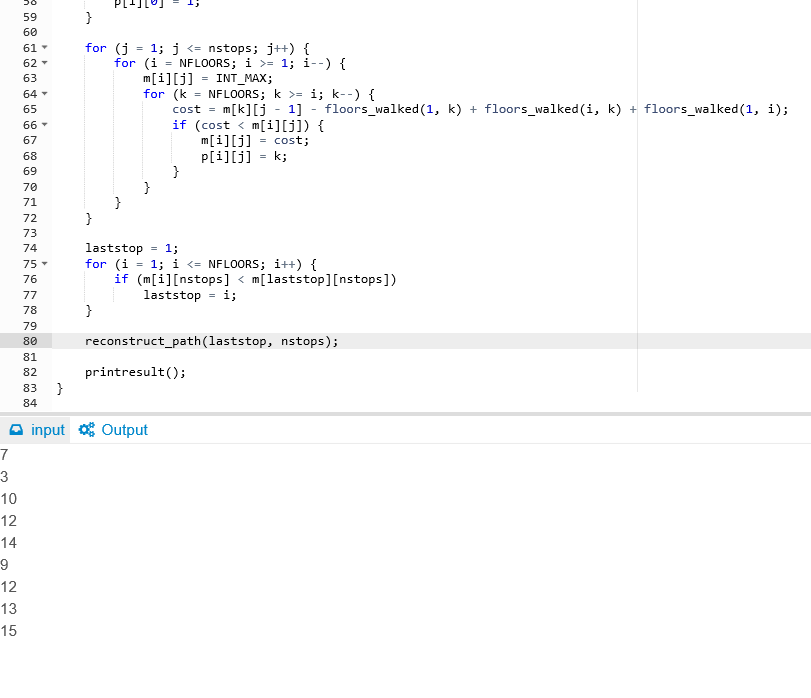 58 p[i][0] = 1;
59 }
60
61 for (j = 1; j <= nstops; j++) {
62 for (i = NFLOORS; i >= 1; i--) {
63 m[i][j] = INT_MAX;
64 for (k = NFLOORS; k >= i; k--) {
65 cost = m[k][j - 1] - floors_walked(1, k) + floors_walked(i, k) + floors_walked(1, i);
66 if (cost < m[i][j]) {
67 m[i][j] = cost;
68 p[i][j] = k;
69 }
70 }
71 }
72 }
73
74 laststop = 1;
75 for (i = 1; i <= NFLOORS; i++) {
76 if (m[i][nstops] < m[laststop][nstops])
77 laststop = i;
78 }
79
80 reconstruct_path(laststop, nstops);
81
82 printresult();
83 }
84
input Output
7
3
10
12
14
9
12
13
15